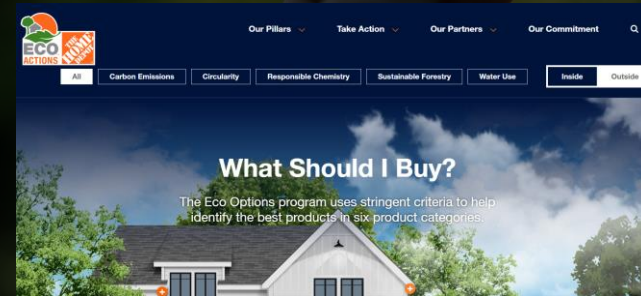 ECO
ACTIONS
THE
HOME
DEPOT
Our Pillars
Take Action
Our Partners
Our Commitment
All
Carbon Emissions
Circularity
Responsible Chemistry
Sustainable Forestry
Water Use
Inside
Outside
What Should I Buy?
The Eco Options program uses stringent criteria to help
identify the best products in six product categories.